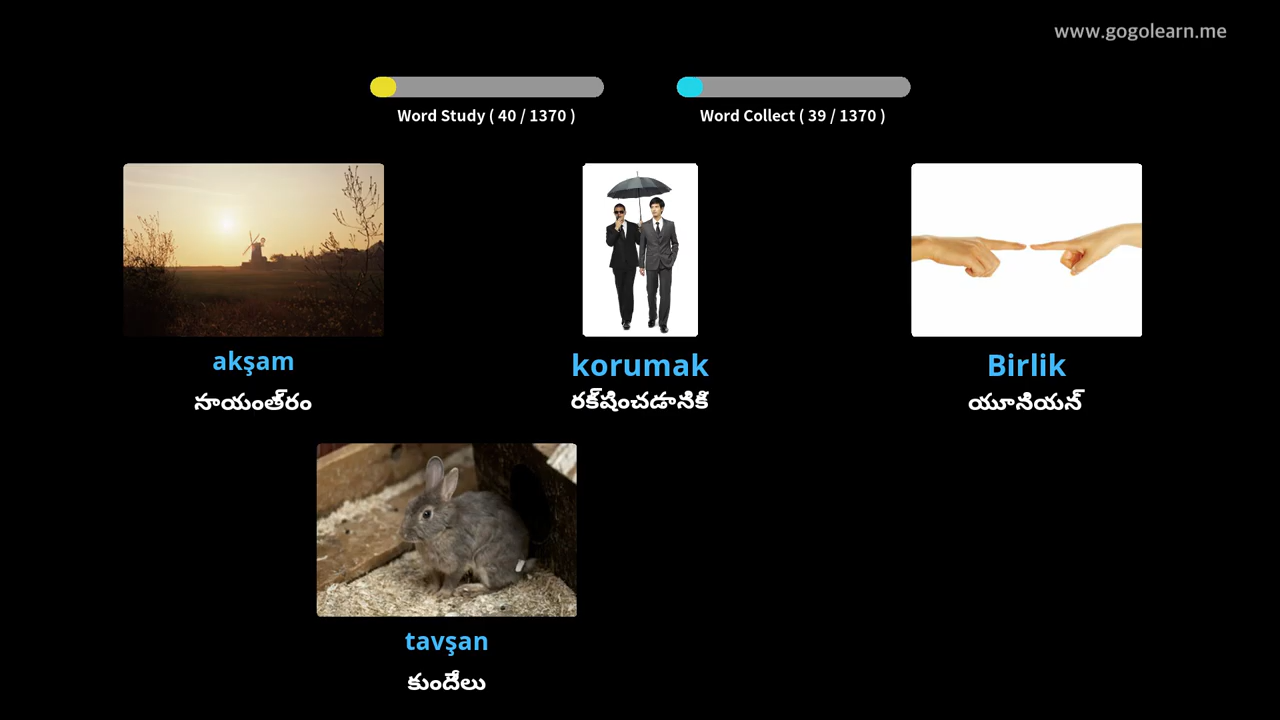 www.gogolearn.me
Word Study ( 40 / 1370 )
Word Collect ( 39 / 1370 )
akşam
సాయంత్‌రం
korumak
రక్‌షించడానికి
Birlik
యూనియన్
tavşan
కుందేలు